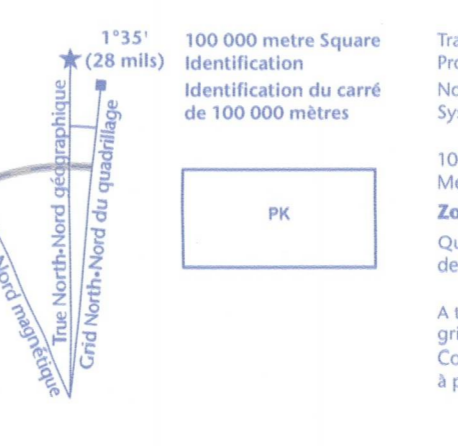 1°35'
(28 mils)
True North•Nord géographique
Grid North•Nord du quadrillage
Nord magnétique
100 000 metre Square
Identification
Identification du carré
de 100 000 mètres
PK